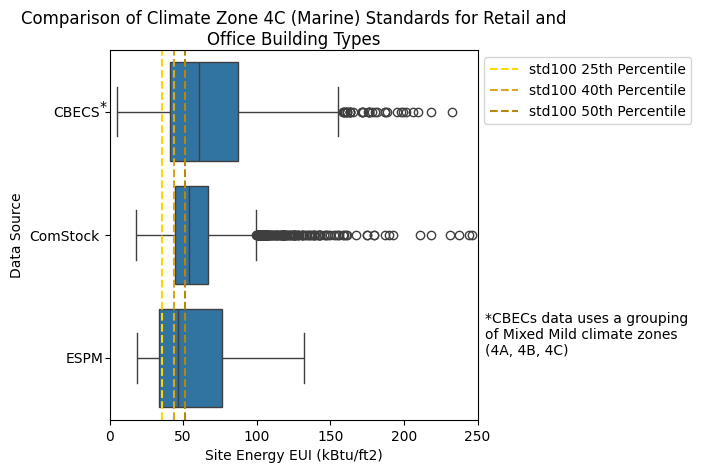 Comparison of Climate Zone 4C (Marine) Standards for Retail and
Office Building Types
std100 25th Percentile
std100 40th Percentile
std100 50th Percentile
Data Source
CBECS*
ComStock
ESPM
*CBECs data uses a grouping
of Mixed Mild climate zones
(4A, 4B, 4C)
0 50 100 150 200 250
Site Energy EUI (kBtu/ft2)